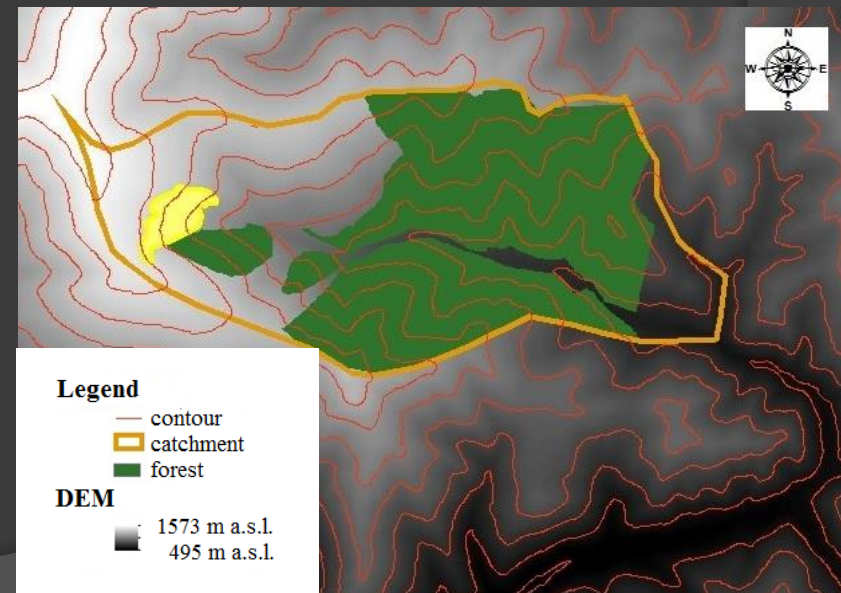 N
W E
S
Legend
contour
catchment
forest
DEM
1573 m a.s.l.
495 m a.s.l.